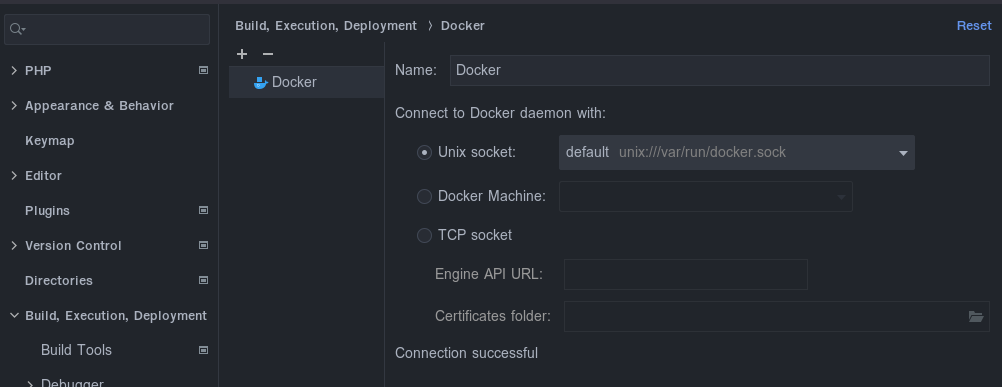 Build, Execution, Deployment > Docker
Reset
PHP
Appearance & Behavior
Keymap
Editor
Plugins
Version Control
Directories
Build, Execution, Deployment
Build Tools
Debugger
+ −
Docker
Name: Docker
Connect to Docker daemon with:
Unix socket: default unix:///var/run/docker.sock
Docker Machine:
TCP socket
Engine API URL:
Certificates folder:
Connection successful